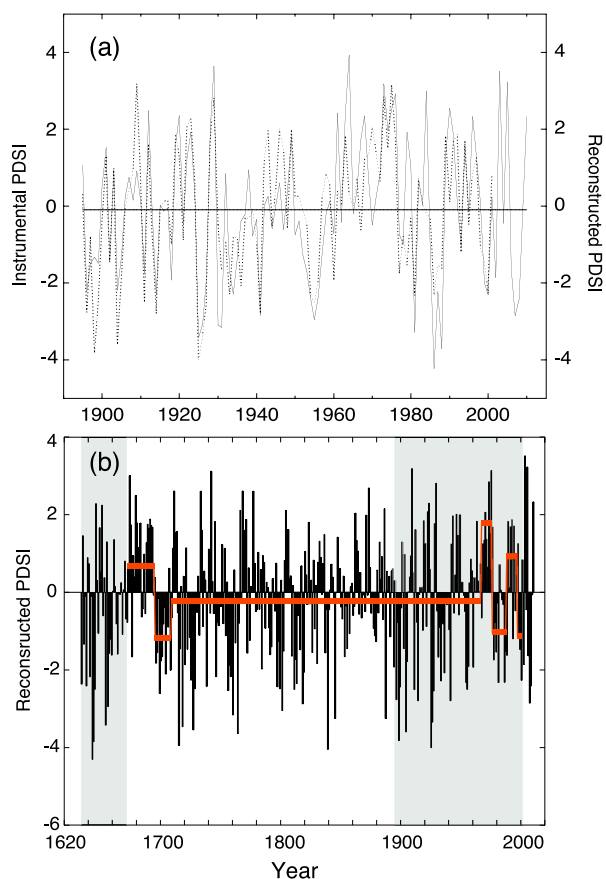 (a)
4
2
0
-2
-4
4
2
0
-2
-4
Instrumental PDSI
Reconstructed PDSI
1900 1920 1940 1960 1980 2000
(b)
4
2
0
-2
-4
-6
Reconsructed PDSI
1620 1700 1800 1900 2000
Year